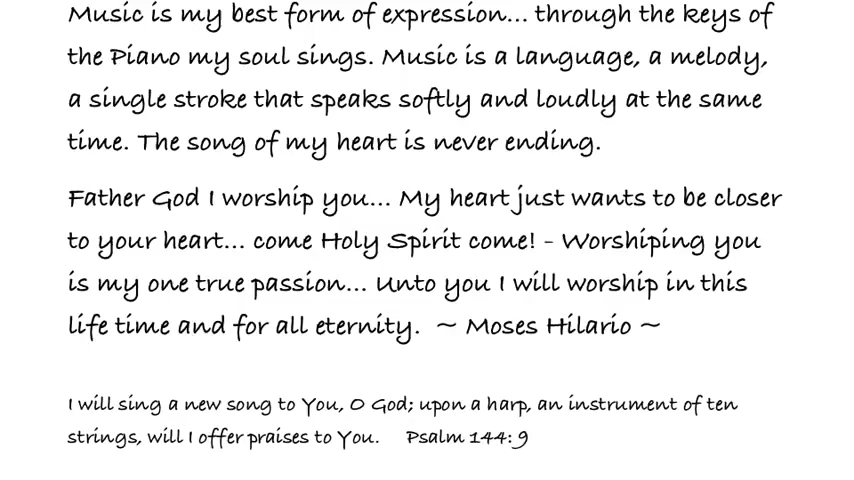 Music is my best form of expression... through the keys of
the Piano my soul sings. Music is a language, a melody,
a single stroke that speaks softly and loudly at the same
time. The song of my heart is never ending.
Father God I worship you... My heart just wants to be closer
to your heart... come Holy Spirit come! - Worshiping you
is my one true passion... Unto you I will worship in this
life time and for all eternity. ~ Moses Hilario ~
I will sing a new song to You, O God; upon a harp, an instrument of ten
strings, will I offer praises to You. Psalm 144: 9